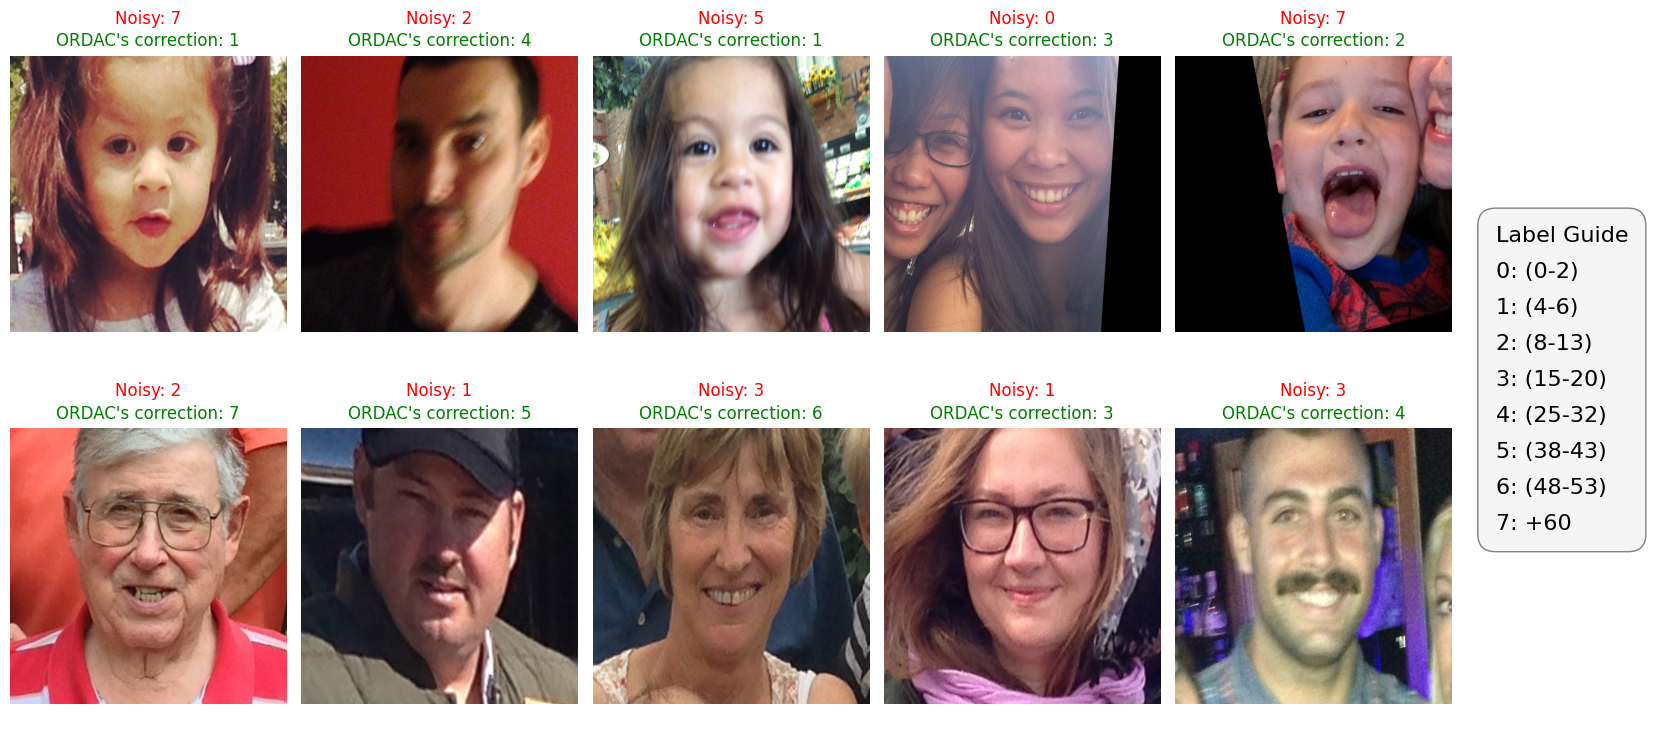 Noisy: 7
ORDAC's correction: 1
Noisy: 2
ORDAC's correction: 4
Noisy: 5
ORDAC's correction: 1
Noisy: 0
ORDAC's correction: 3
Noisy: 7
ORDAC's correction: 2
Noisy: 2
ORDAC's correction: 7
Noisy: 1
ORDAC's correction: 5
Noisy: 3
ORDAC's correction: 6
Noisy: 1
ORDAC's correction: 3
Noisy: 3
ORDAC's correction: 4
Label Guide
0: (0-2)
1: (4-6)
2: (8-13)
3: (15-20)
4: (25-32)
5: (38-43)
6: (48-53)
7: +60